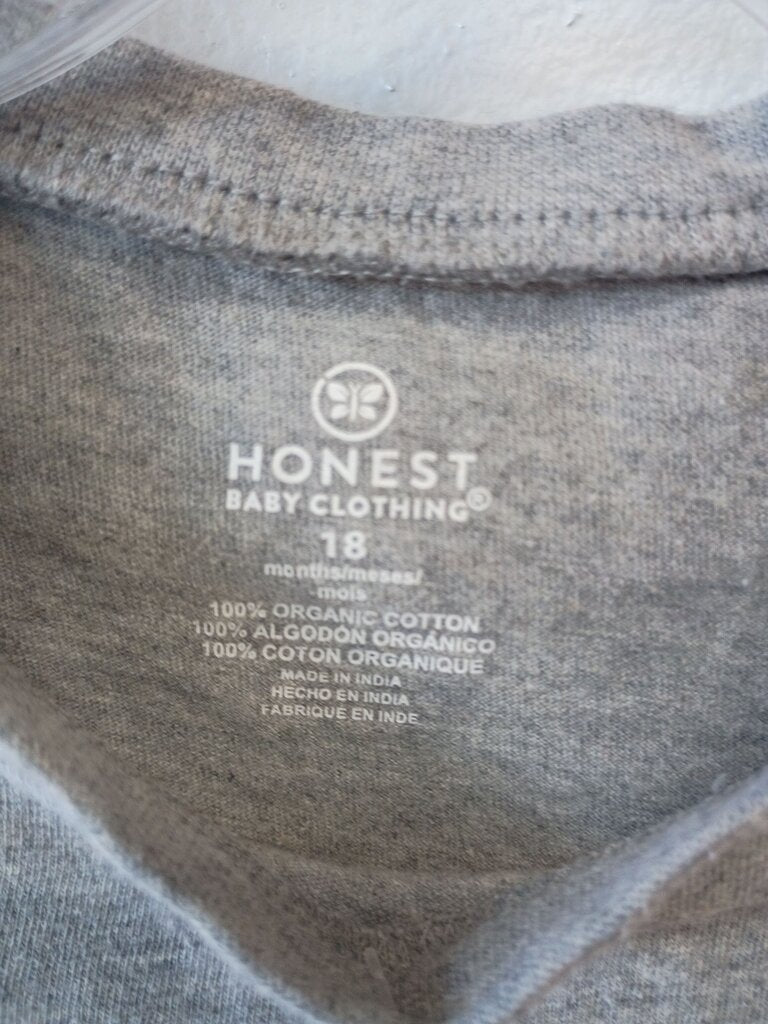 HONEST
BABY CLOTHING®
18
months/meses/
mois
100% ORGANIC COTTON
100% ALGODÓN ORGÁNICO
100% COTON ORGANIQUE
MADE IN INDIA
HECHO EN INDIA
FABRIQUÉ EN INDE